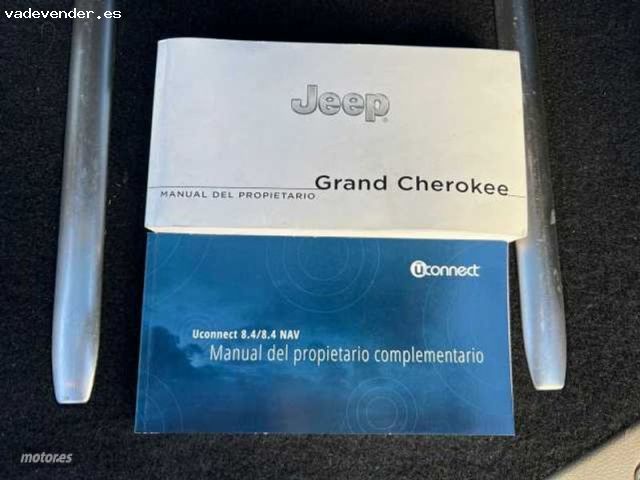 vadevender.es
Jeep
Grand Cherokee
MANUAL DEL PROPIETARIO
uconnect
Uconnect 8.4/8.4 NAV
Manual del propietario complementario
motor.es